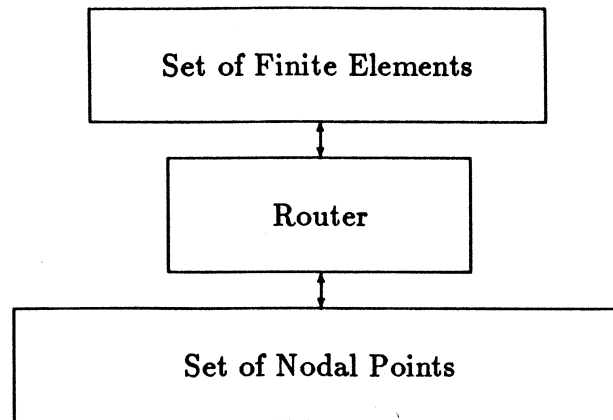 Set of Finite Elements
Router
Set of Nodal Points